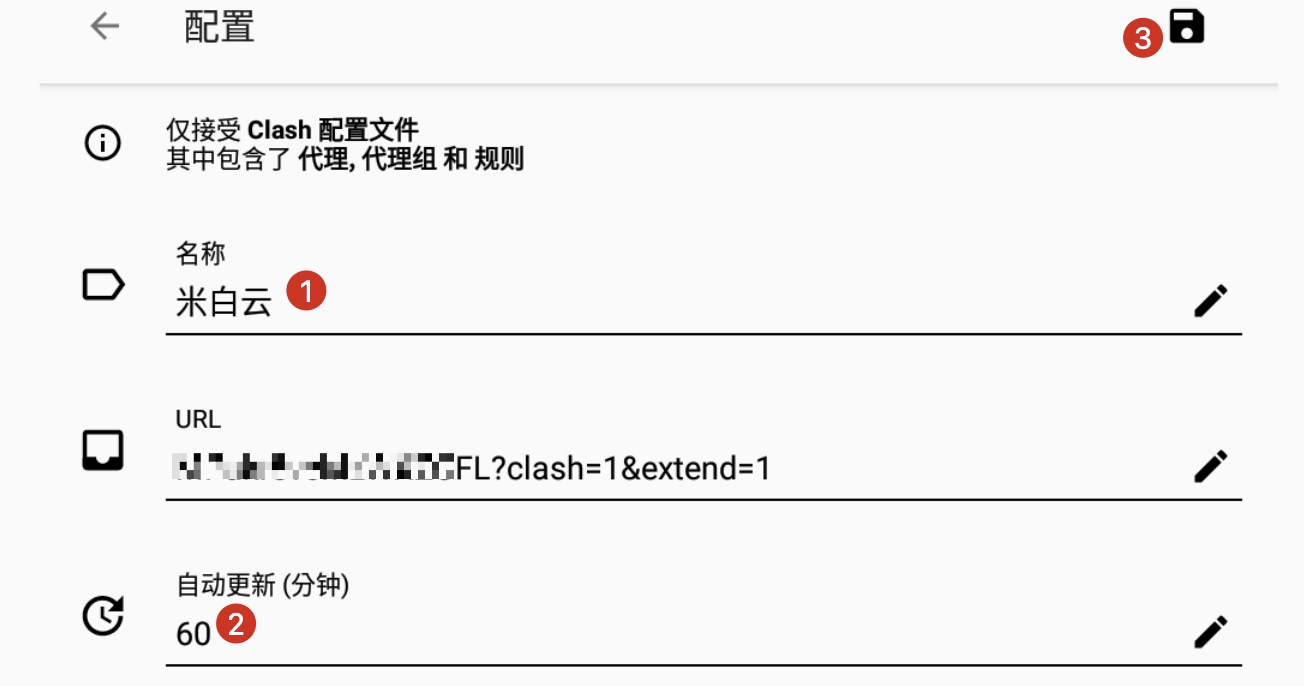 配置
3
仅接受 Clash 配置文件
其中包含了 代理, 代理组 和 规则
名称
米白云 1
URL
FL?clash=1&extend=1
自动更新 (分钟)
60 2